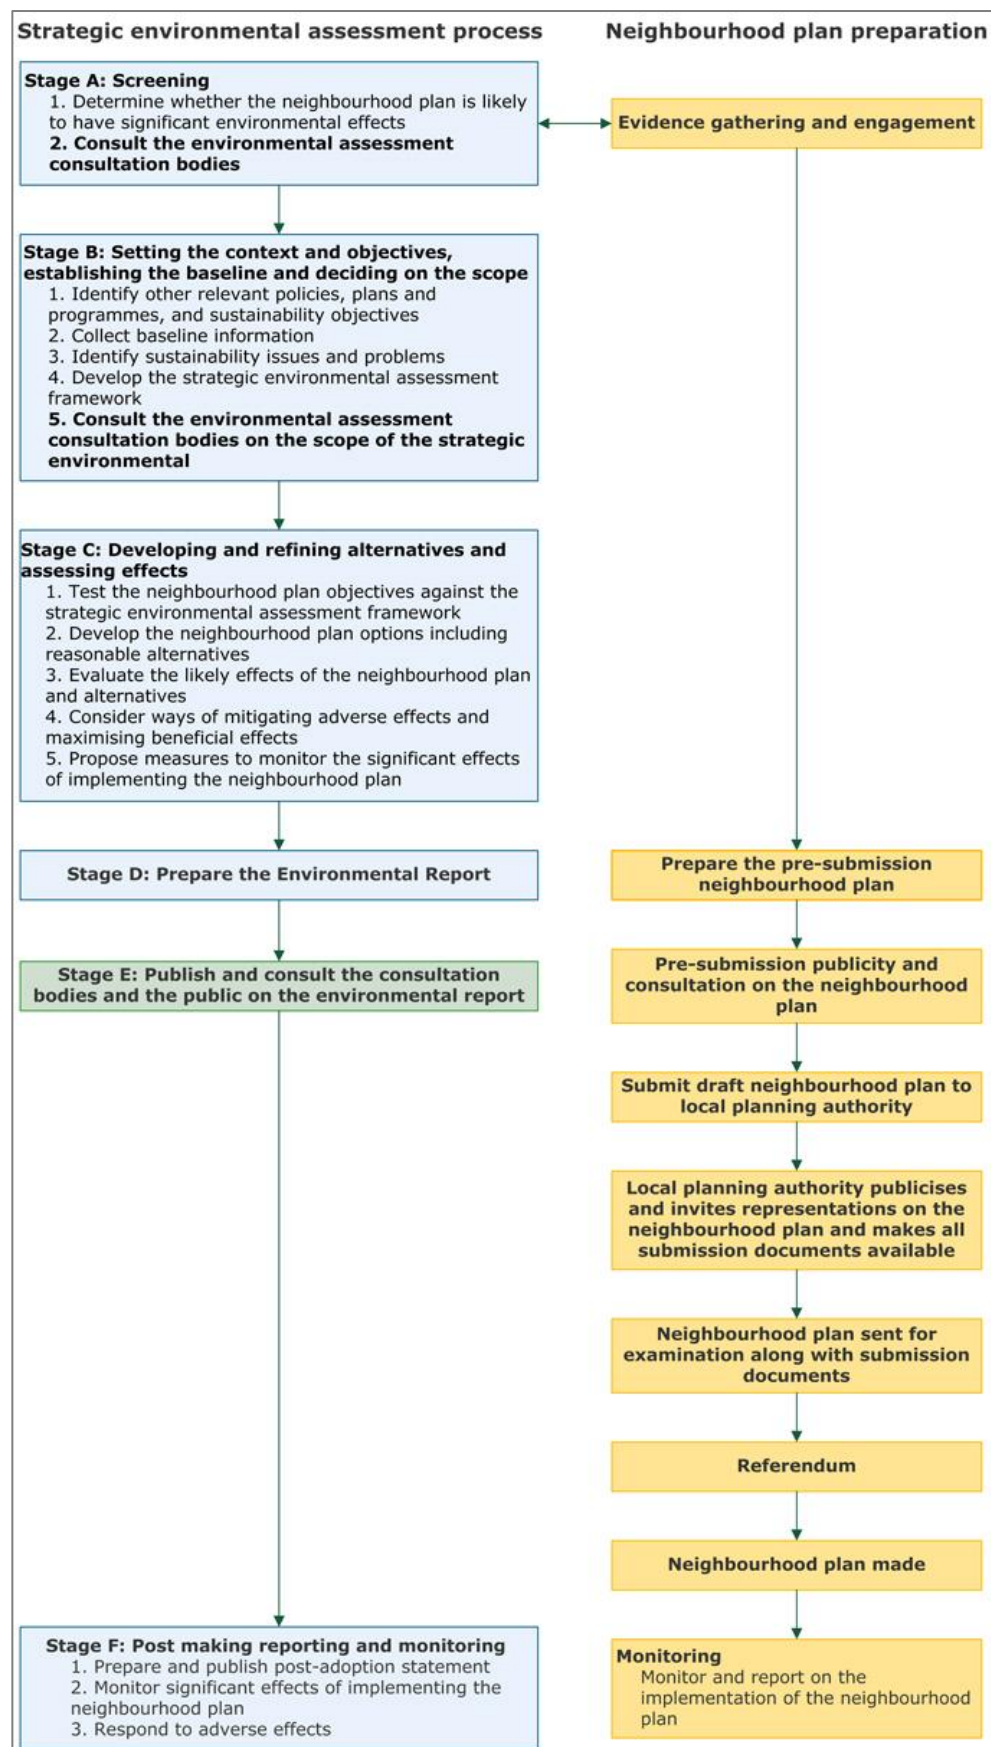 Strategic environmental assessment process
Neighbourhood plan preparation
Stage A: Screening
1. Determine whether the neighbourhood plan is likely
to have significant environmental effects
2. Consult the environmental assessment
consultation bodies
Evidence gathering and engagement
Stage B: Setting the context and objectives,
establishing the baseline and deciding on the scope
1. Identify other relevant policies, plans and
programmes, and sustainability objectives
2. Collect baseline information
3. Identify sustainability issues and problems
4. Develop the strategic environmental assessment
framework
5. Consult the environmental assessment
consultation bodies on the scope of the strategic
environmental
Stage C: Developing and refining alternatives and
assessing effects
1. Test the neighbourhood plan objectives against the
strategic environmental assessment framework
2. Develop the neighbourhood plan options including
reasonable alternatives
3. Evaluate the likely effects of the neighbourhood plan
and alternatives
4. Consider ways of mitigating adverse effects and
maximising beneficial effects
5. Propose measures to monitor the significant effects
of implementing the neighbourhood plan
Stage D: Prepare the Environmental Report
Prepare the pre-submission
neighbourhood plan
Stage E: Publish and consult the consultation
bodies and the public on the environmental report
Pre-submission publicity and
consultation on the neighbourhood
plan
Submit draft neighbourhood plan to
local planning authority
Local planning authority publicises
and invites representations on the
neighbourhood plan and makes all
submission documents available
Neighbourhood plan sent for
examination along with submission
documents
Referendum
Neighbourhood plan made
Stage F: Post making reporting and monitoring
1. Prepare and publish post-adoption statement
2. Monitor significant effects of implementing the
neighbourhood plan
3. Respond to adverse effects
Monitoring
Monitor and report on the
implementation of the neighbourhood
plan